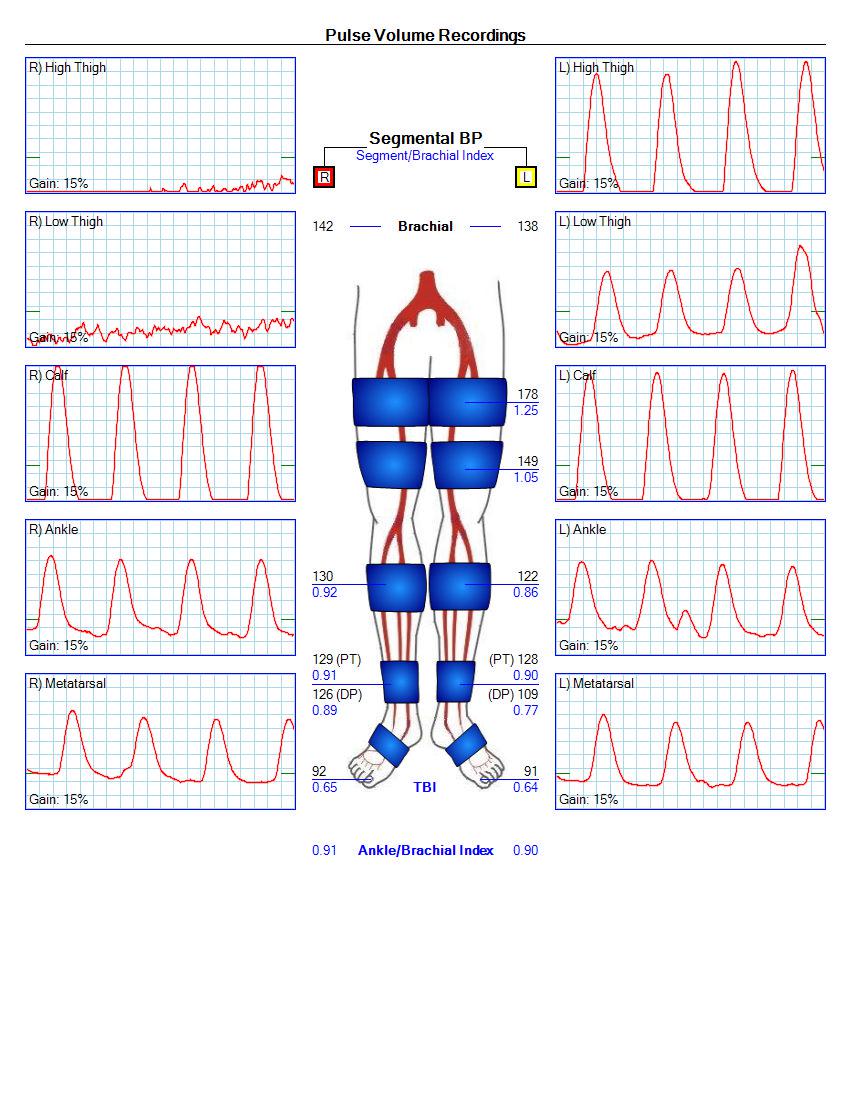 Pulse Volume Recordings
R) High Thigh
Gain: 15%
R) Low Thigh
Gain: 15%
R) Calf
Gain: 15%
R) Ankle
Gain: 15%
R) Metatarsal
Gain: 15%
Segmental BP
Segment/Brachial Index
R
L
142 Brachial 138
178
1.25
149
1.05
130
0.92
122
0.86
129 (PT)
0.91
126 (DP)
0.89
(PT) 128
0.90
(DP) 109
0.77
92
0.65
TBI
91
0.64
0.91 Ankle/Brachial Index 0.90
L) High Thigh
Gain: 15%
L) Low Thigh
Gain: 15%
L) Calf
Gain: 15%
L) Ankle
Gain: 15%
L) Metatarsal
Gain: 15%